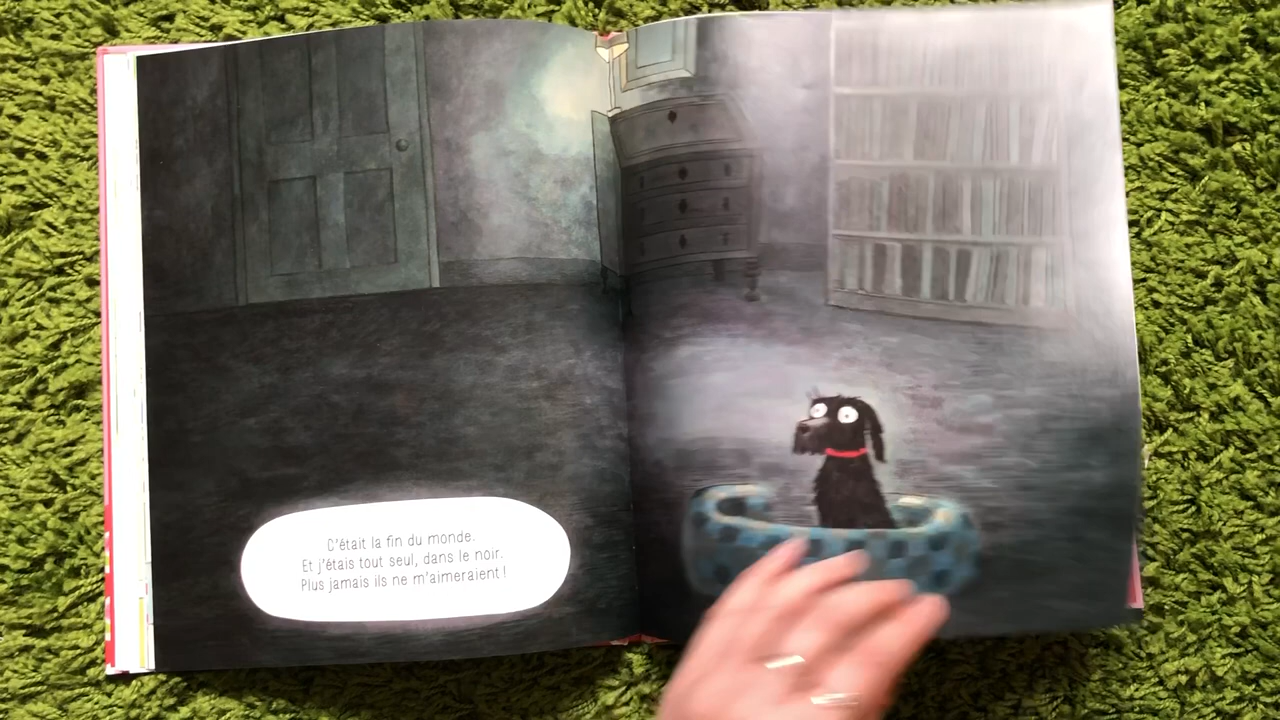 C'était la fin du monde.
Et j'étais tout seul, dans le noir.
Plus jamais ils ne m'aimeraient !